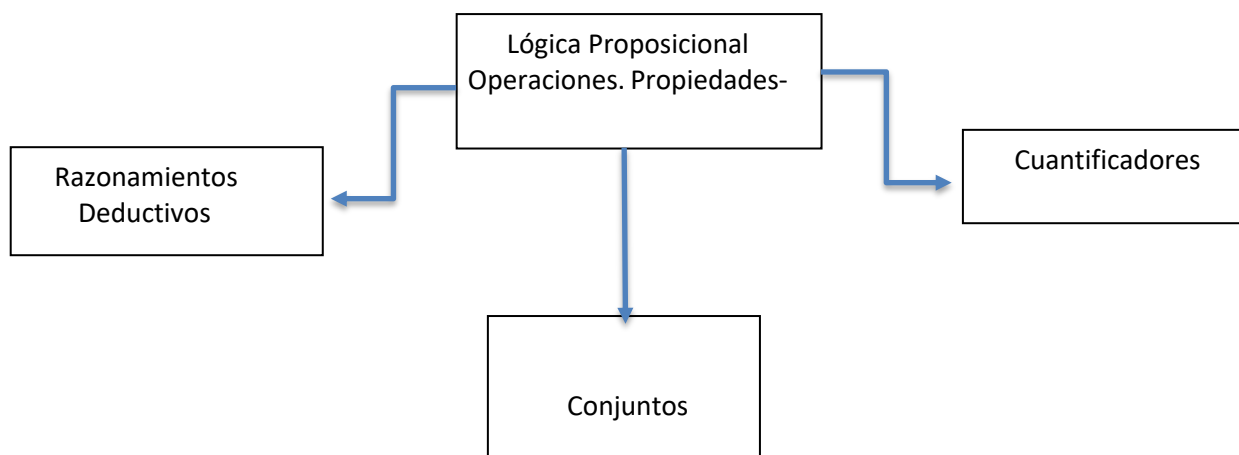 Lógica Proposicional
Operaciones. Propiedades-
Razonamientos
Deductivos
Cuantificadores
Conjuntos